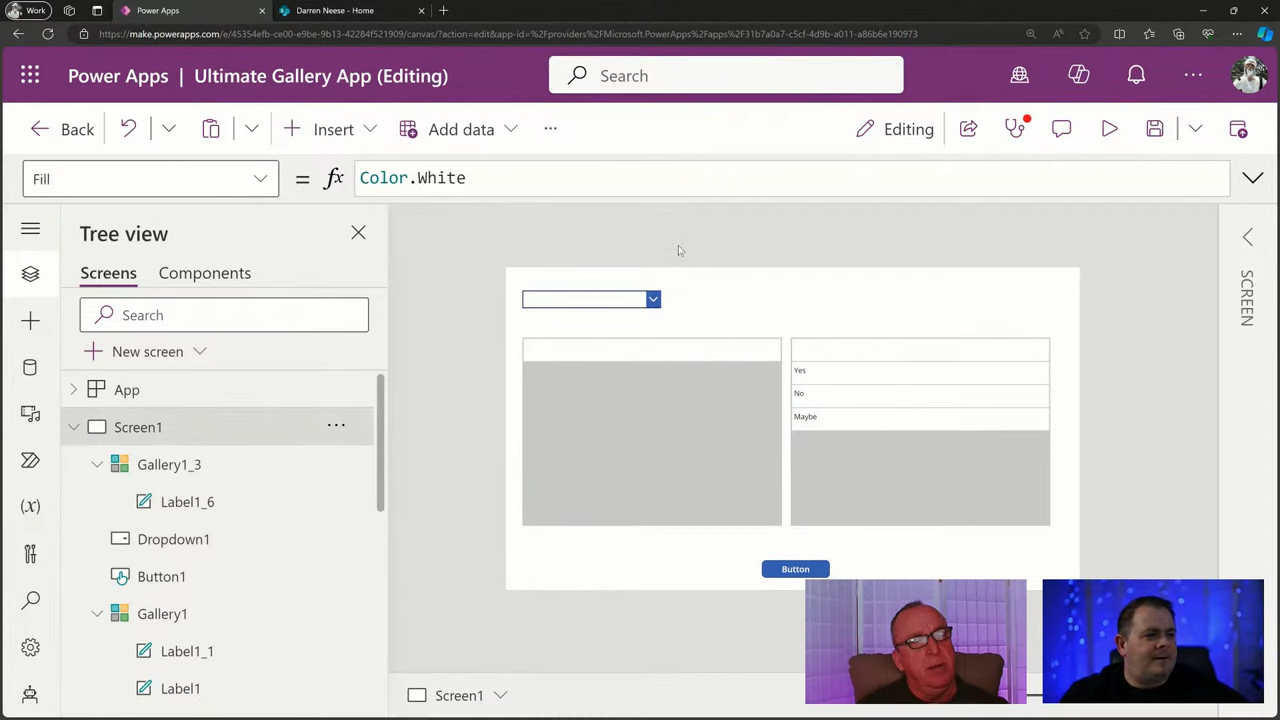 Work
Power Apps
Darren Neese - Home
https://make.powerapps.com/e/45354efb-ce00-e9be-9b13-42284f521909/canvas/?action=edit&app-id=%2Fproviders%2FMicrosoft.PowerApps%2Fapps%2F31b7a0a7-c5cf-4d9b-a011-a86b6e190973
Power Apps | Ultimate Gallery App (Editing)
Search
Back
Insert
Add data
Editing
Fill
= fx
Color.White
Tree view
Screens
Components
Search
New screen
App
Screen1
Gallery1_3
Label1_6
Dropdown1
Button1
Gallery1
Label1_1
Label1
Yes
No
Maybe
Button
Screen1
SCREEN